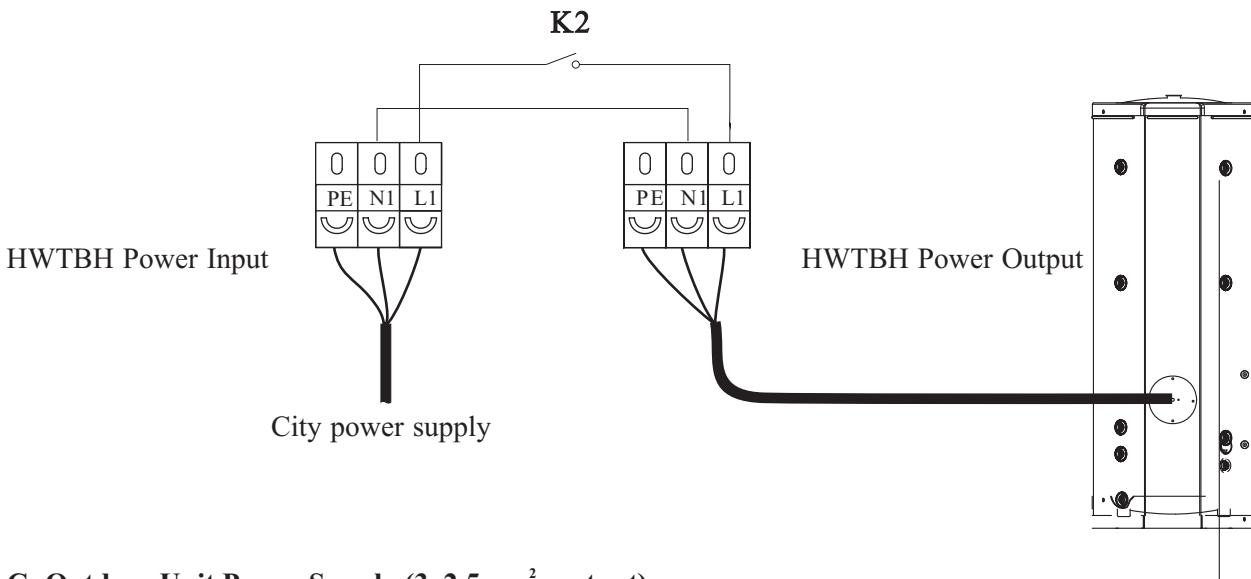 K2
PE N1 L1
PE N1 L1
HWTBH Power Input
HWTBH Power Output
City power supply